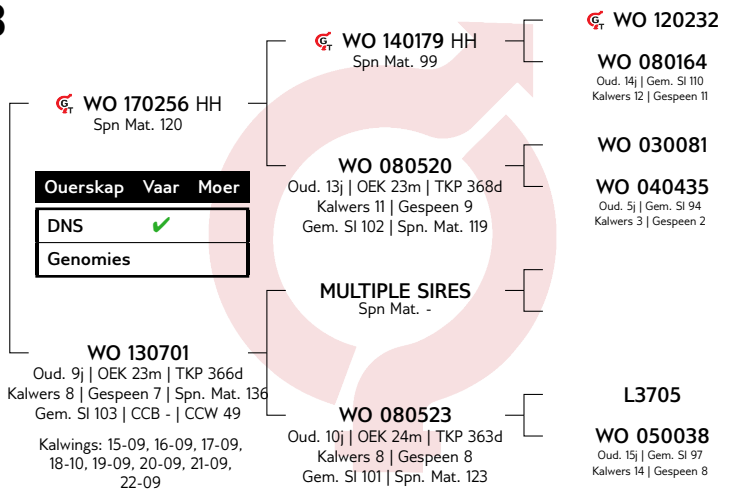 3
GT WO 120232
WO 080164
Oud. 14j | Gem. SI 110
Kalwers 12 | Gespeen 11
GT WO 140179 HH
Spn Mat. 99
GT WO 170256 HH
Spn Mat. 120
WO 030081
WO 080520
Oud. 13j | OEK 23m | TKP 368d
Kalwers 11 | Gespeen 9
Gem. SI 102 | Spn. Mat. 119
WO 040435
Oud. 5j | Gem. SI 94
Kalwers 3 | Gespeen 2
Ouerskap Vaar Moer
DNS ✔
Genomies
MULTIPLE SIRES
Spn Mat. -
WO 130701
Oud. 9j | OEK 23m | TKP 366d
Kalwers 8 | Gespeen 7 | Spn. Mat. 136
Gem. SI 103 | CCB - | CCW 49
Kalwings: 15-09, 16-09, 17-09,
18-10, 19-09, 20-09, 21-09,
22-09
L3705
WO 080523
Oud. 10j | OEK 24m | TKP 363d
Kalwers 8 | Gespeen 8
Gem. SI 101 | Spn. Mat. 123
WO 050038
Oud. 15j | Gem. SI 97
Kalwers 14 | Gespeen 8